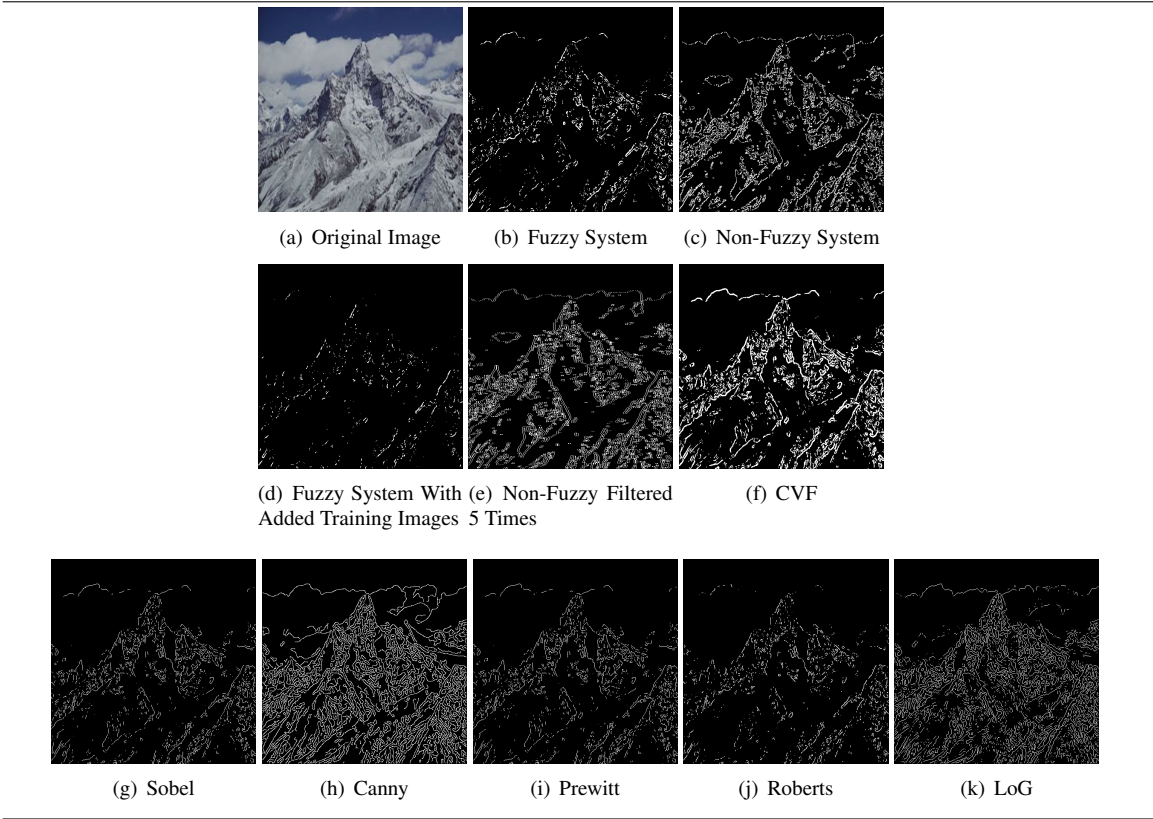 (a) Original Image
(b) Fuzzy System
(c) Non-Fuzzy System
(d) Fuzzy System With
Added Training Images
(e) Non-Fuzzy Filtered
5 Times
(f) CVF
(g) Sobel
(h) Canny
(i) Prewitt
(j) Roberts
(k) LoG